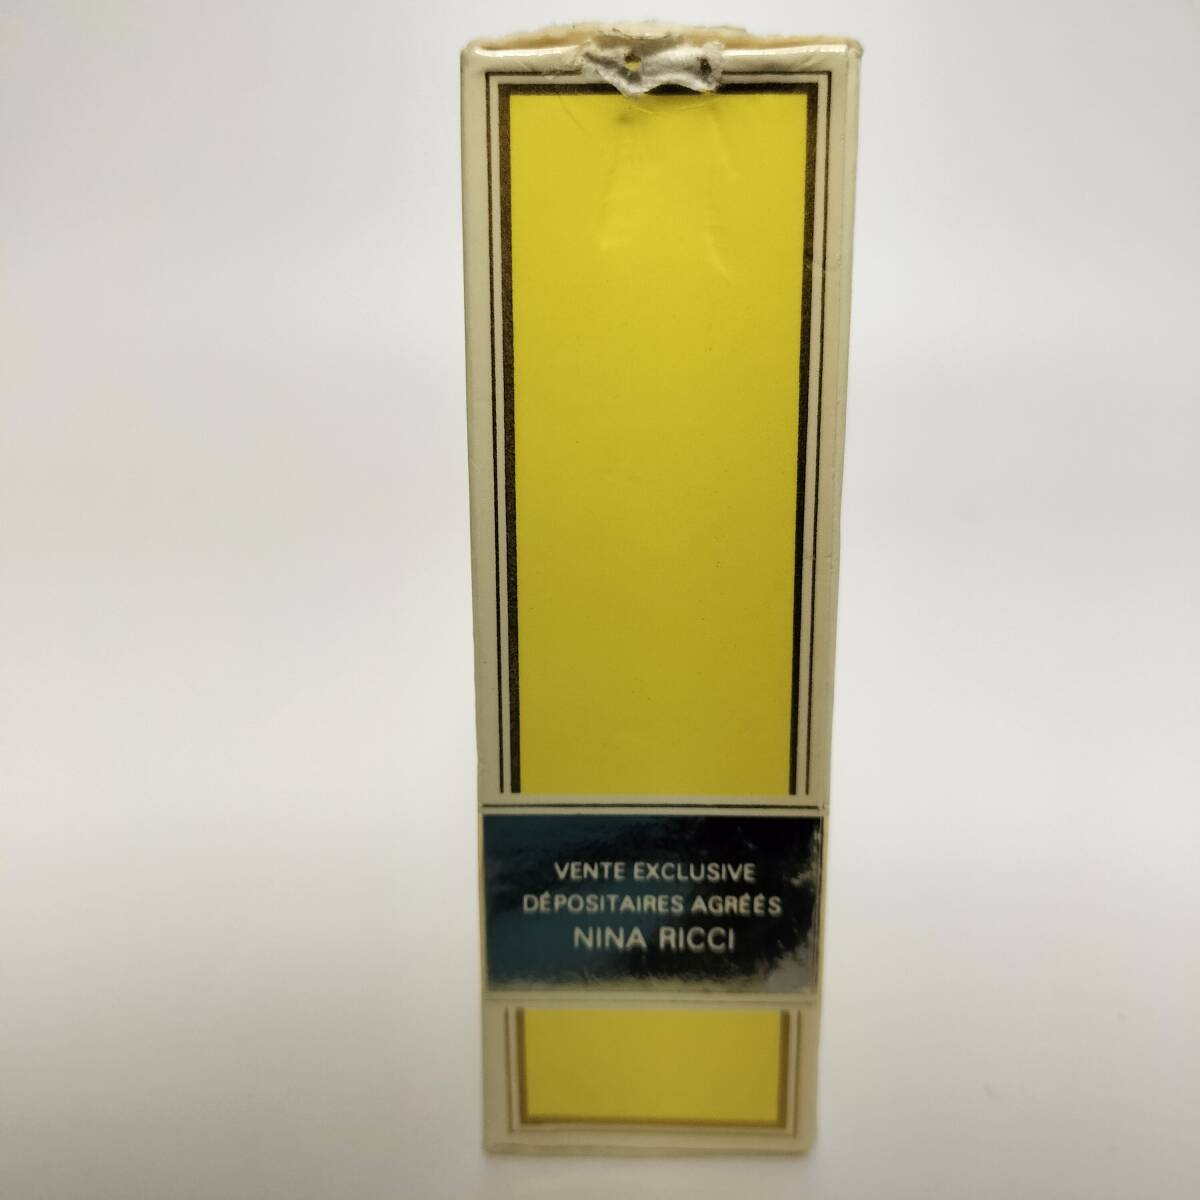 VENTE EXCLUSIVE
DÉPOSITAIRES AGRÉÉS
NINA RICCI